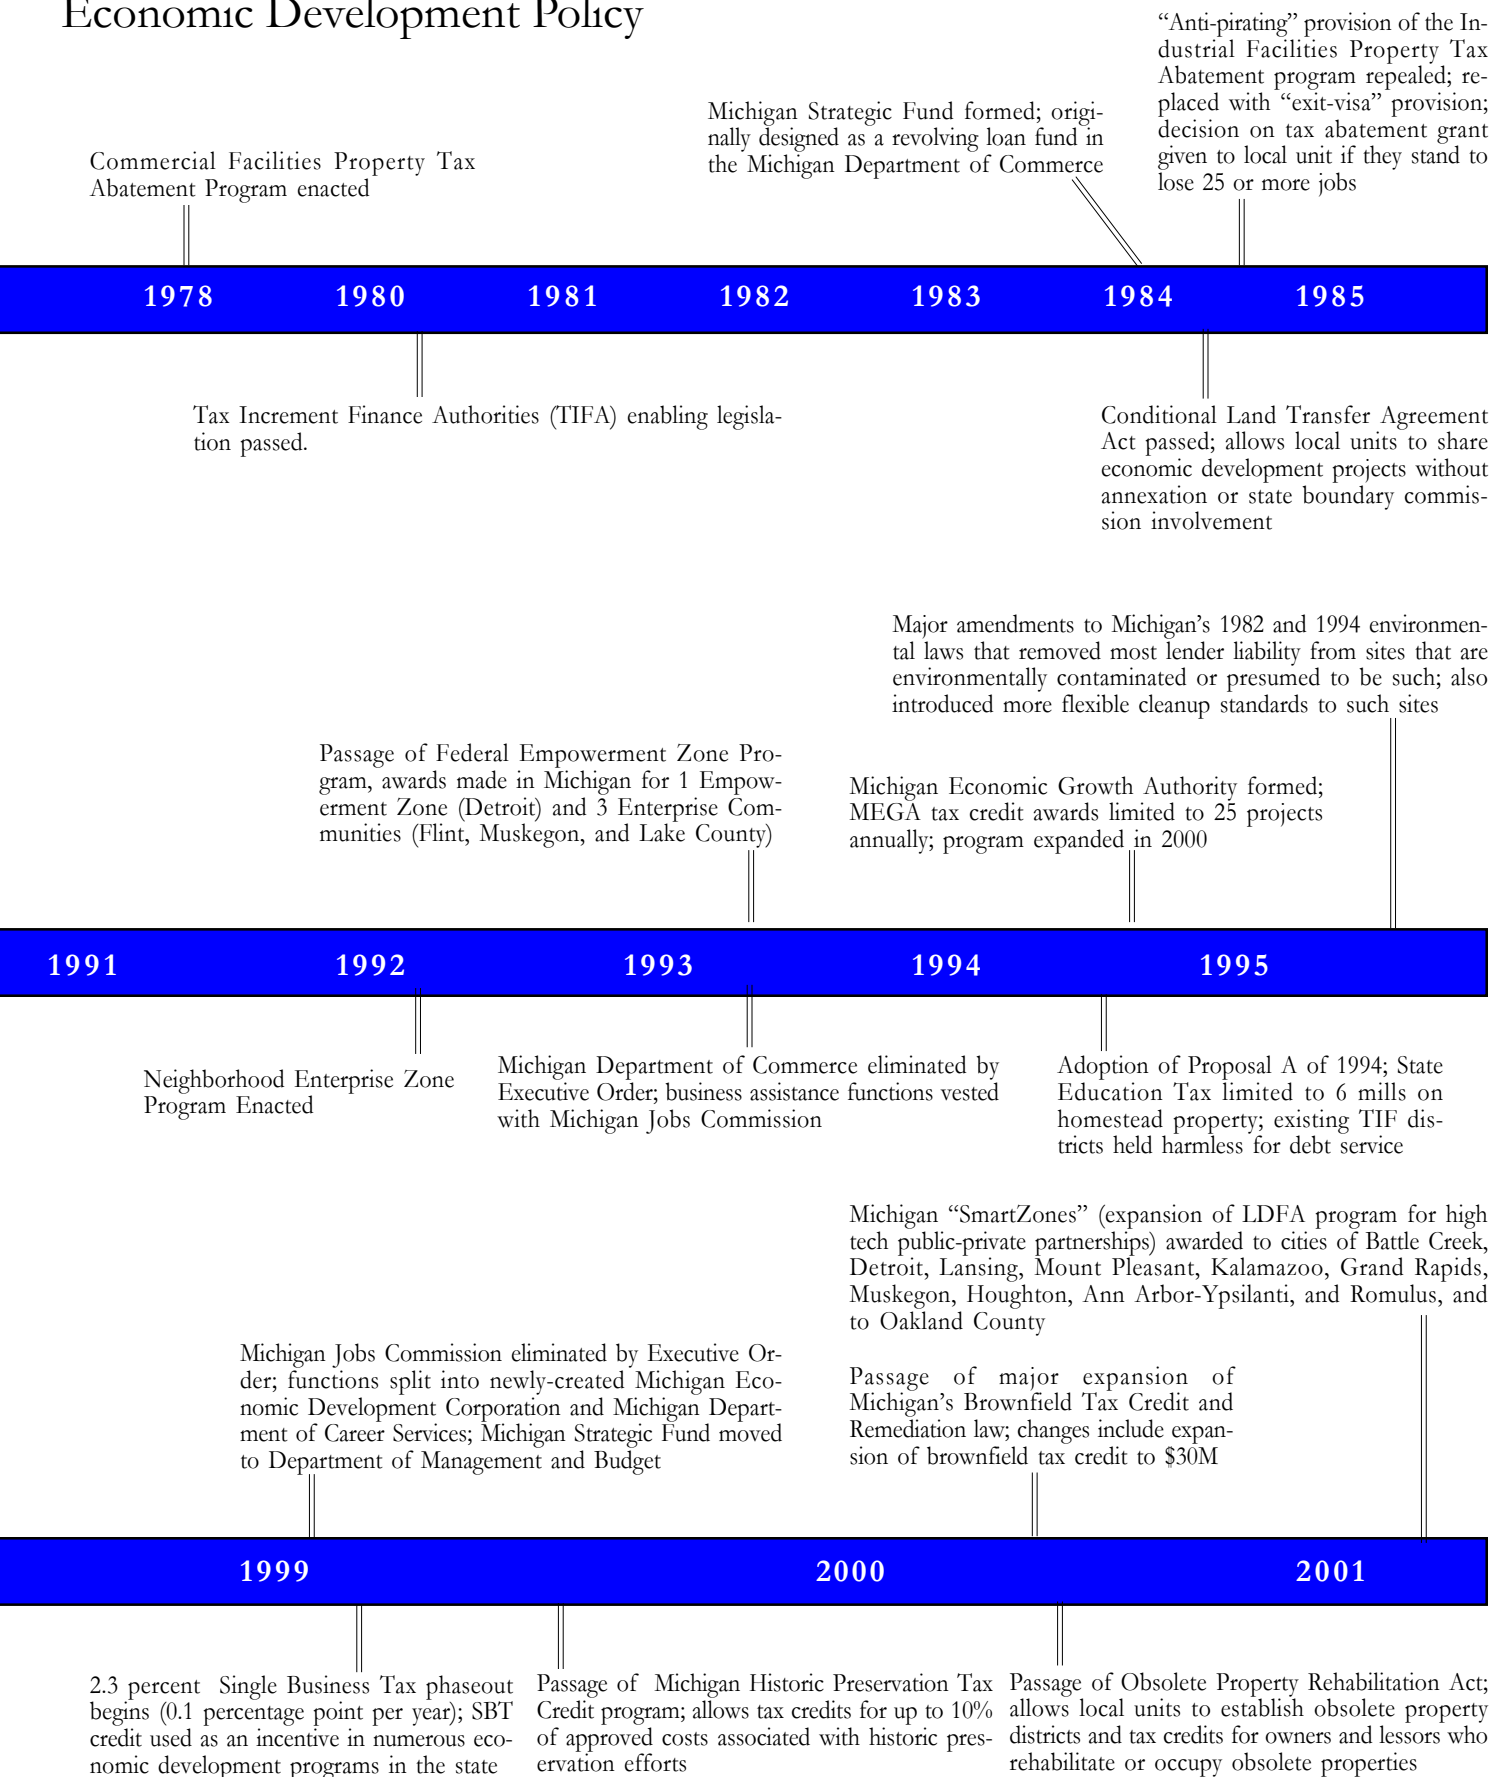 Economic Development Policy
“Anti-pirating” provision of the In-
dustrial Facilities Property Tax
Abatement program repealed; re-
placed with “exit-visa” provision;
decision on tax abatement grant
given to local unit if they stand to
lose 25 or more jobs
Michigan Strategic Fund formed; origi-
nally designed as a revolving loan fund in
the Michigan Department of Commerce
Commercial Facilities Property Tax
Abatement Program enacted
1978 1980 1981 1982 1983 1984 1985
Tax Increment Finance Authorities (TIFA) enabling legisla-
tion passed.
Conditional Land Transfer Agreement
Act passed; allows local units to share
economic development projects without
annexation or state boundary commis-
sion involvement
Major amendments to Michigan’s 1982 and 1994 environmen-
tal laws that removed most lender liability from sites that are
environmentally contaminated or presumed to be such; also
introduced more flexible cleanup standards to such sites
Passage of Federal Empowerment Zone Pro-
gram, awards made in Michigan for 1 Empow-
erment Zone (Detroit) and 3 Enterprise Com-
munities (Flint, Muskegon, and Lake County)
Michigan Economic Growth Authority formed;
MEGA tax credit awards limited to 25 projects
annually; program expanded in 2000
1991 1992 1993 1994 1995
Neighborhood Enterprise Zone
Program Enacted
Michigan Department of Commerce eliminated by
Executive Order; business assistance functions vested
with Michigan Jobs Commission
Adoption of Proposal A of 1994; State
Education Tax limited to 6 mills on
homestead property; existing TIF dis-
tricts held harmless for debt service
Michigan “SmartZones” (expansion of LDFA program for high
tech public-private partnerships) awarded to cities of Battle Creek,
Detroit, Lansing, Mount Pleasant, Kalamazoo, Grand Rapids,
Muskegon, Houghton, Ann Arbor-Ypsilanti, and Romulus, and
to Oakland County
Michigan Jobs Commission eliminated by Executive Or-
der; functions split into newly-created Michigan Eco-
nomic Development Corporation and Michigan Depart-
ment of Career Services; Michigan Strategic Fund moved
to Department of Management and Budget
Passage of major expansion of
Michigan’s Brownfield Tax Credit and
Remediation law; changes include expan-
sion of brownfield tax credit to $30M
1999 2000 2001
2.3 percent Single Business Tax phaseout
begins (0.1 percentage point per year); SBT
credit used as an incentive in numerous eco-
nomic development programs in the state
Passage of Michigan Historic Preservation Tax
Credit program; allows tax credits for up to 10%
of approved costs associated with historic pres-
ervation efforts
Passage of Obsolete Property Rehabilitation Act;
allows local units to establish obsolete property
districts and tax credits for owners and lessors who
rehabilitate or occupy obsolete properties